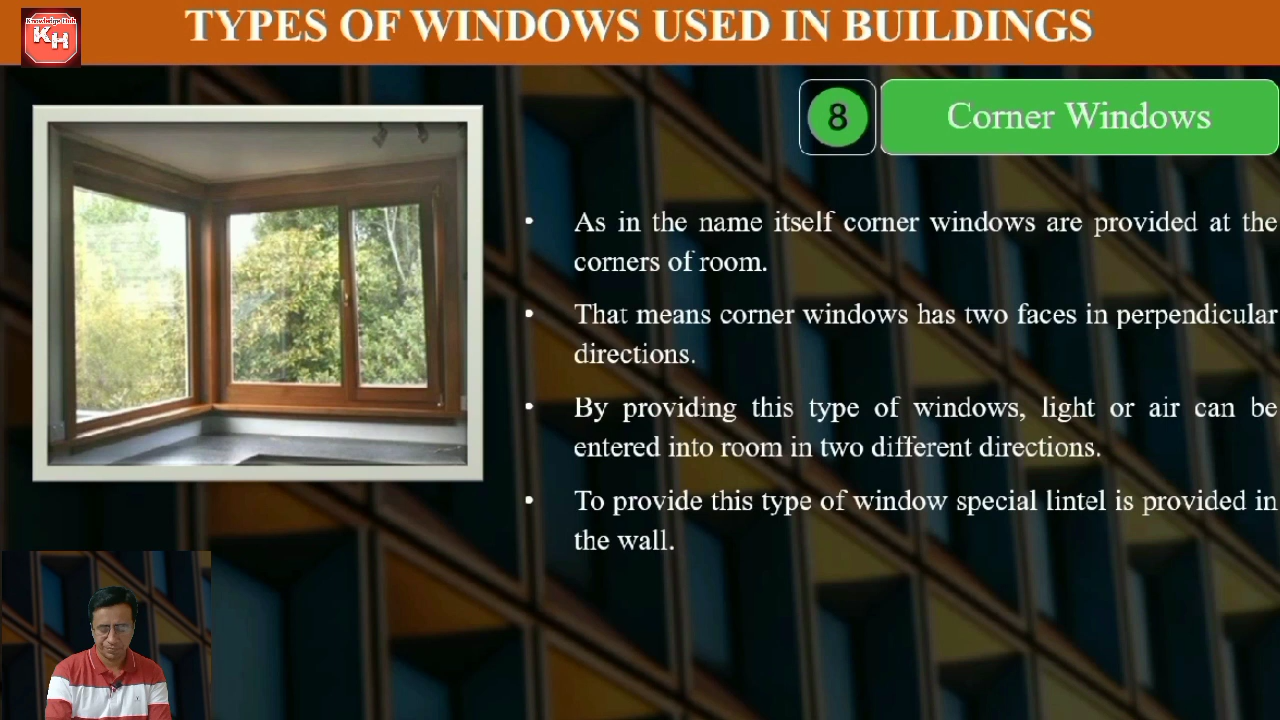 TYPES OF WINDOWS USED IN BUILDINGS
Knowledge Hub
KH
8
Corner Windows
• As in the name itself corner windows are provided at the
corners of room.
• That means corner windows has two faces in perpendicular
directions.
• By providing this type of windows, light or air can be
entered into room in two different directions.
• To provide this type of window special lintel is provided in
the wall.